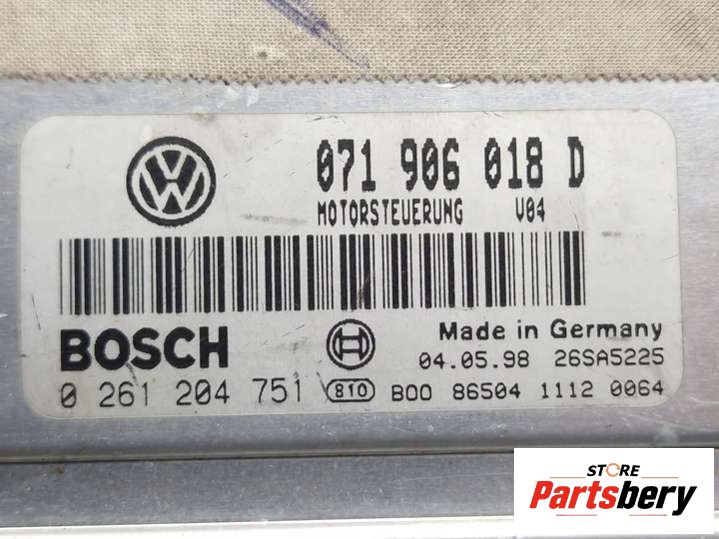 071 906 018 D
MOTORSTEUERUNG V04
BOSCH
Made in Germany
04.05.98 26SA5225
0 261 204 751 810 B00 86504 1112 0064
STORE
Partsbery